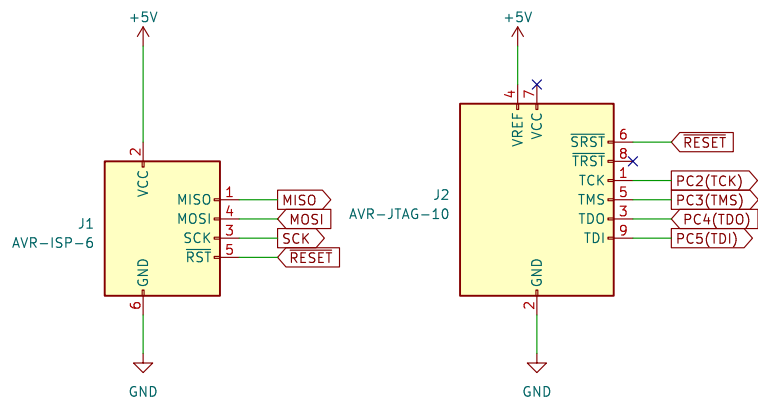 +5V
2
VCC
MISO 1 MISO
MOSI 4 MOSI
SCK 3 SCK
RST 5 RESET
J1
AVR-ISP-6
GND
6
GND
+5V
4 7
VREF VCC
SRST 6 RESET
TRST 8
TCK 1 PC2(TCK)
TMS 5 PC3(TMS)
TDO 3 PC4(TDO)
TDI 9 PC5(TDI)
J2
AVR-JTAG-10
GND
2
GND